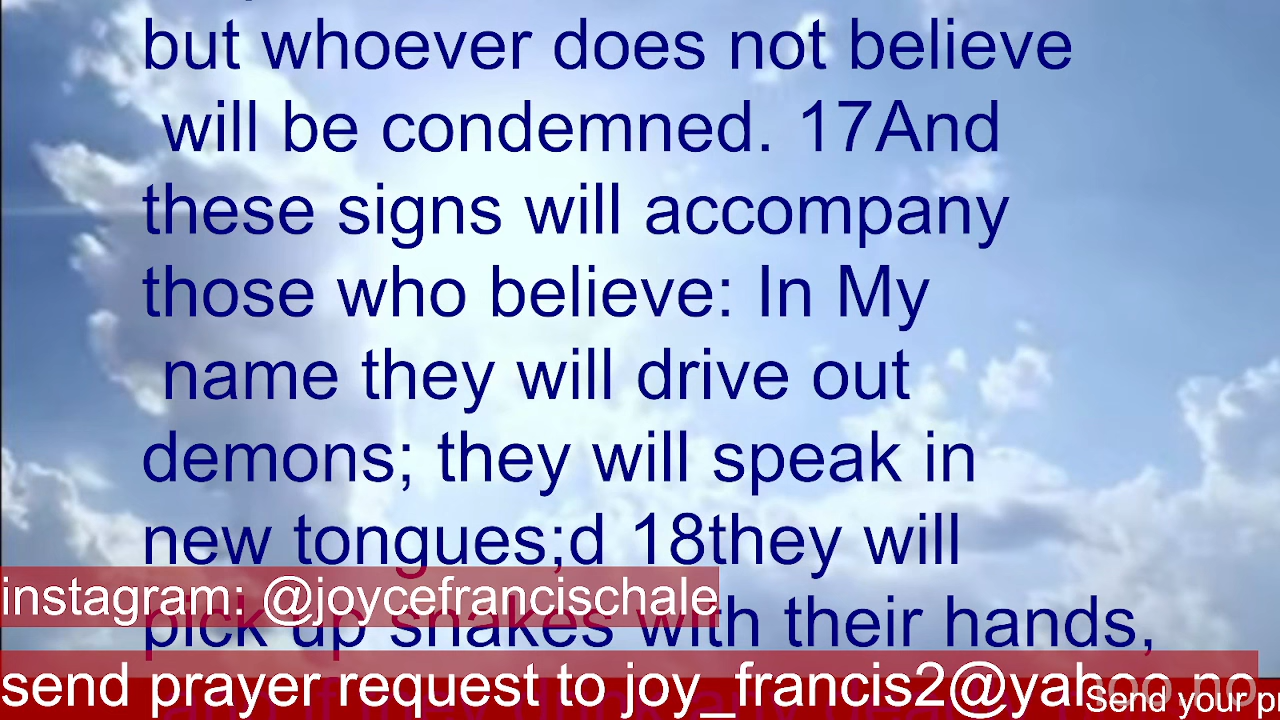 but whoever does not believe
will be condemned. 17And
these signs will accompany
those who believe: In My
name they will drive out
demons; they will speak in
new tongues;d 18they will
instagram: @joycefrancischale
pick up snakes with their hands,
send prayer request to joy_francis2@yahoo.no
Send your